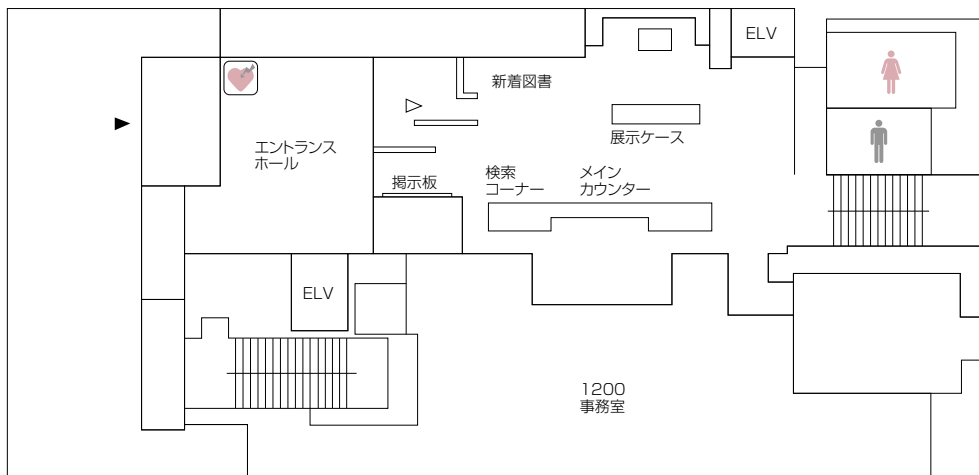 ELV
新着図書
展示ケース
エントランス
ホール
掲示板
検索
コーナー
メイン
カウンター
ELV
1200
事務室